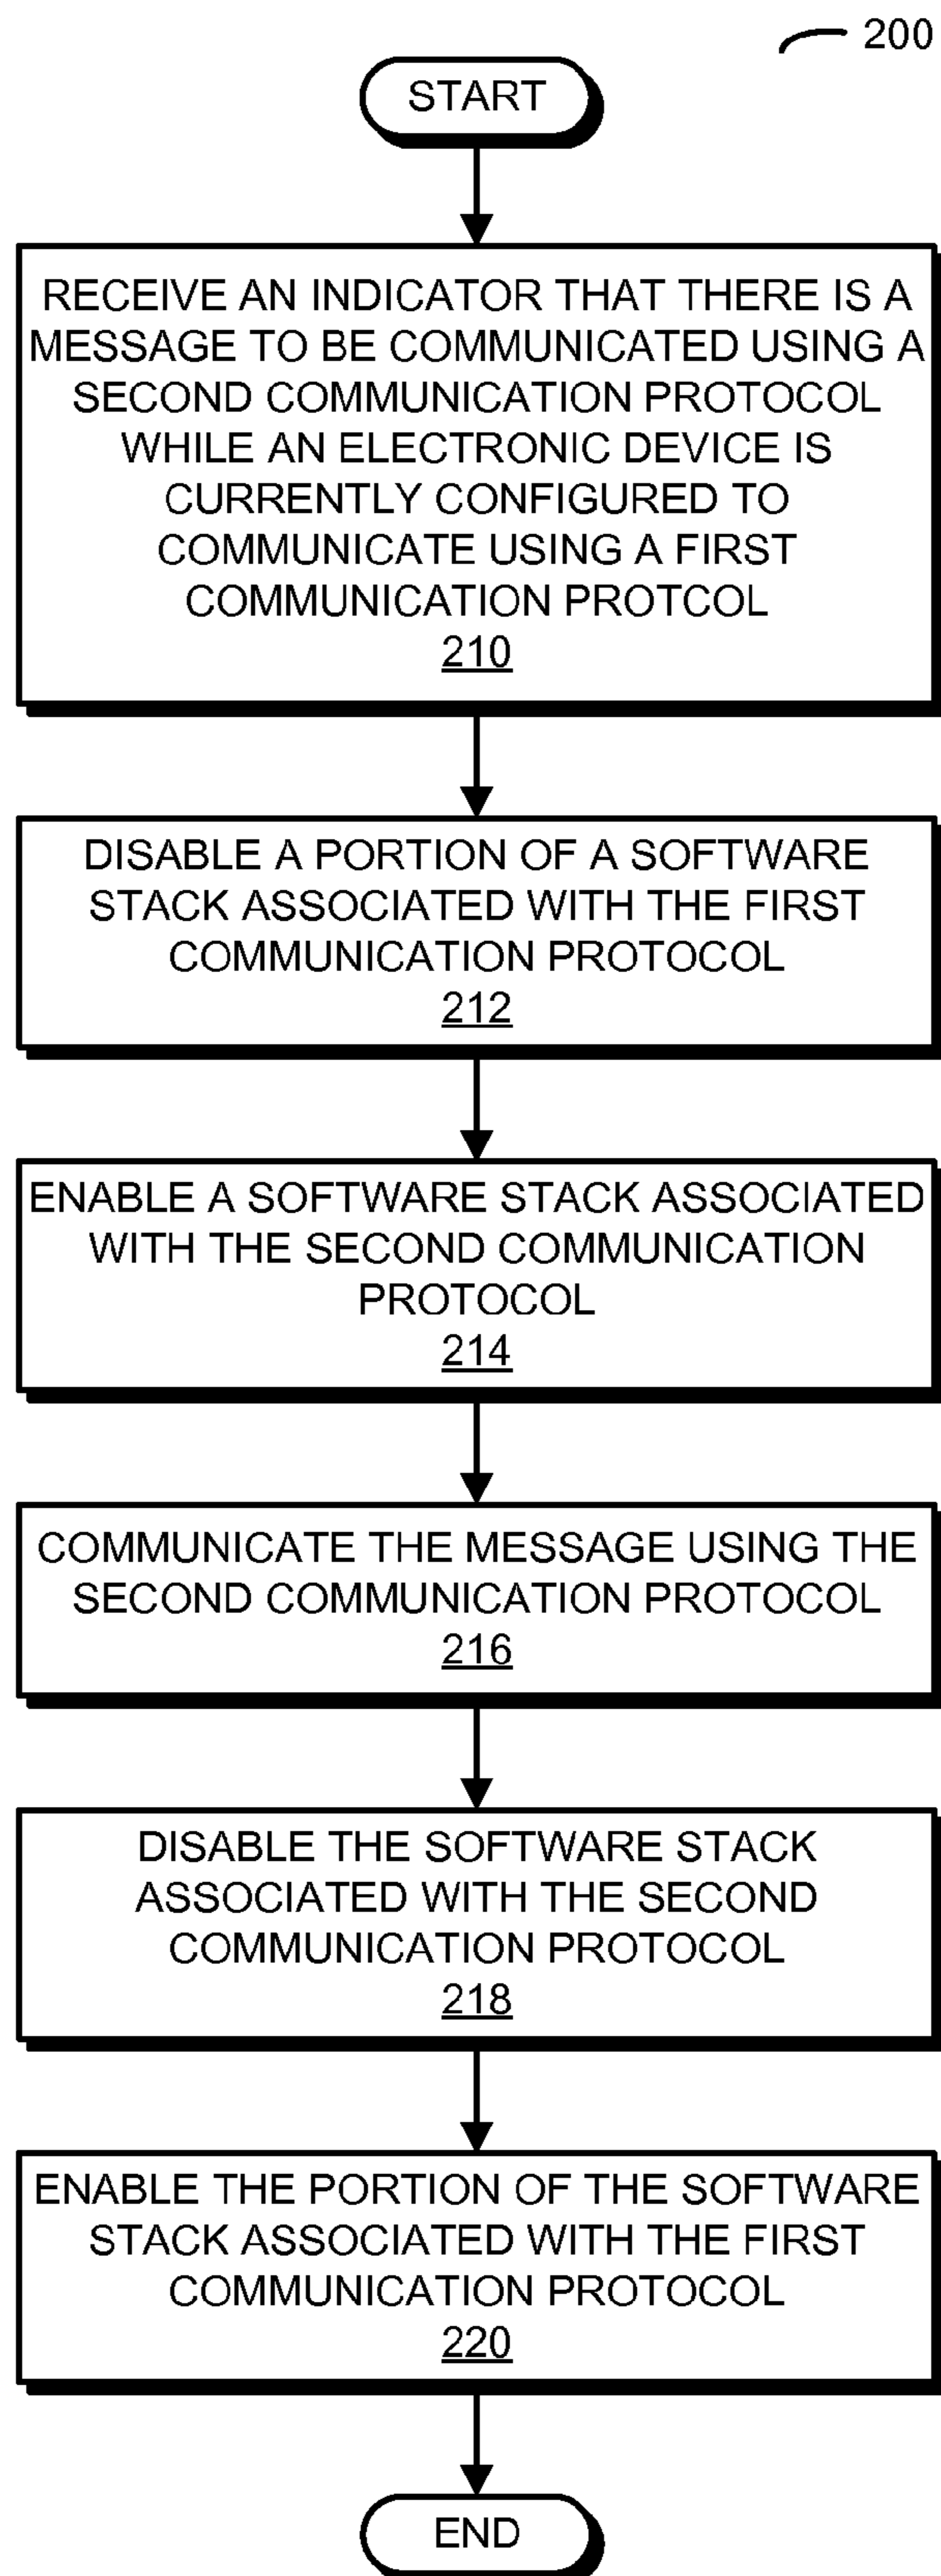 200
START
RECEIVE AN INDICATOR THAT THERE IS A
MESSAGE TO BE COMMUNICATED USING A
SECOND COMMUNICATION PROTOCOL
WHILE AN ELECTRONIC DEVICE IS
CURRENTLY CONFIGURED TO
COMMUNICATE USING A FIRST
COMMUNICATION PROTCOL
210
DISABLE A PORTION OF A SOFTWARE
STACK ASSOCIATED WITH THE FIRST
COMMUNICATION PROTOCOL
212
ENABLE A SOFTWARE STACK ASSOCIATED
WITH THE SECOND COMMUNICATION
PROTOCOL
214
COMMUNICATE THE MESSAGE USING THE
SECOND COMMUNICATION PROTOCOL
216
DISABLE THE SOFTWARE STACK
ASSOCIATED WITH THE SECOND
COMMUNICATION PROTOCOL
218
ENABLE THE PORTION OF THE SOFTWARE
STACK ASSOCIATED WITH THE FIRST
COMMUNICATION PROTOCOL
220
END